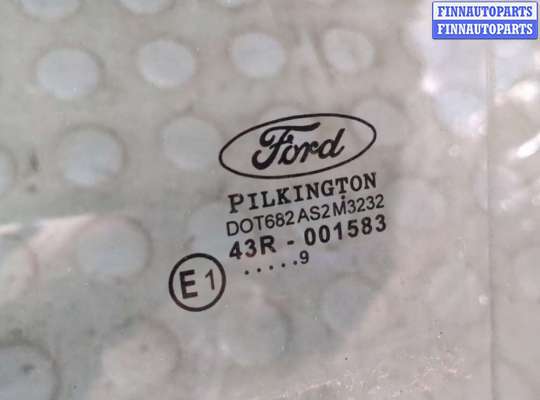 FINNAUTOPARTS
FINNAUTOPARTS
Ford
PILKINGTON
DOT682 AS2 M3232
43R - 001583
E1
.....9